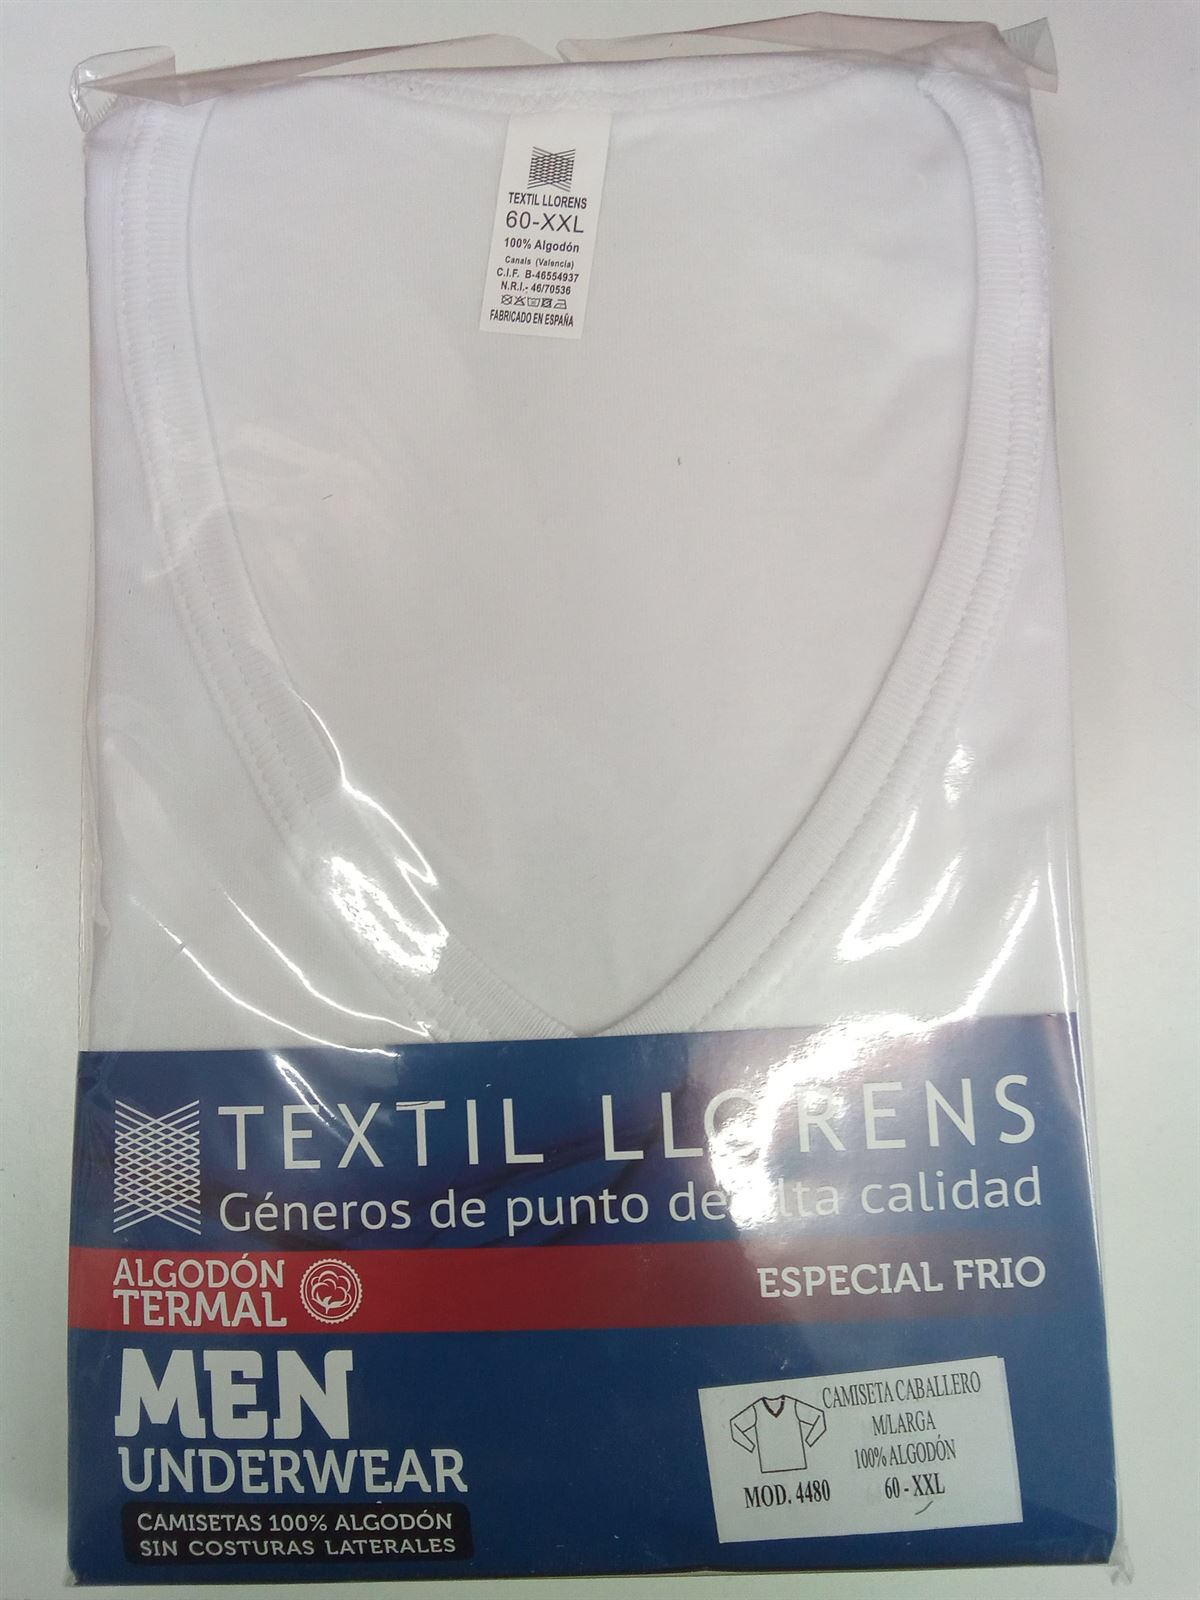 TEXTIL LLORENS
60-XXL
100% Algodón
Canals (Valencia)
C.I.F. B-46554937
N.R.I.- 46/70536
FABRICADO EN ESPAÑA
TEXTIL LLORENS
Géneros de punto de alta calidad
ALGODÓN
TERMAL
ESPECIAL FRIO
MEN
UNDERWEAR
CAMISETAS 100% ALGODÓN
SIN COSTURAS LATERALES
CAMISETA CABALLERO
M/LARGA
100% ALGODÓN
MOD. 4480 60 - XXL